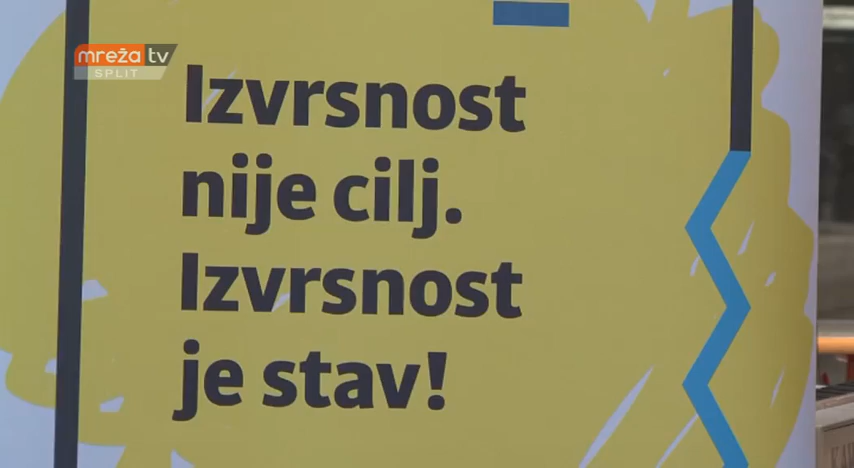 mreža tv
SPLIT
Izvrsnost
nije cilj.
Izvrsnost
je stav!